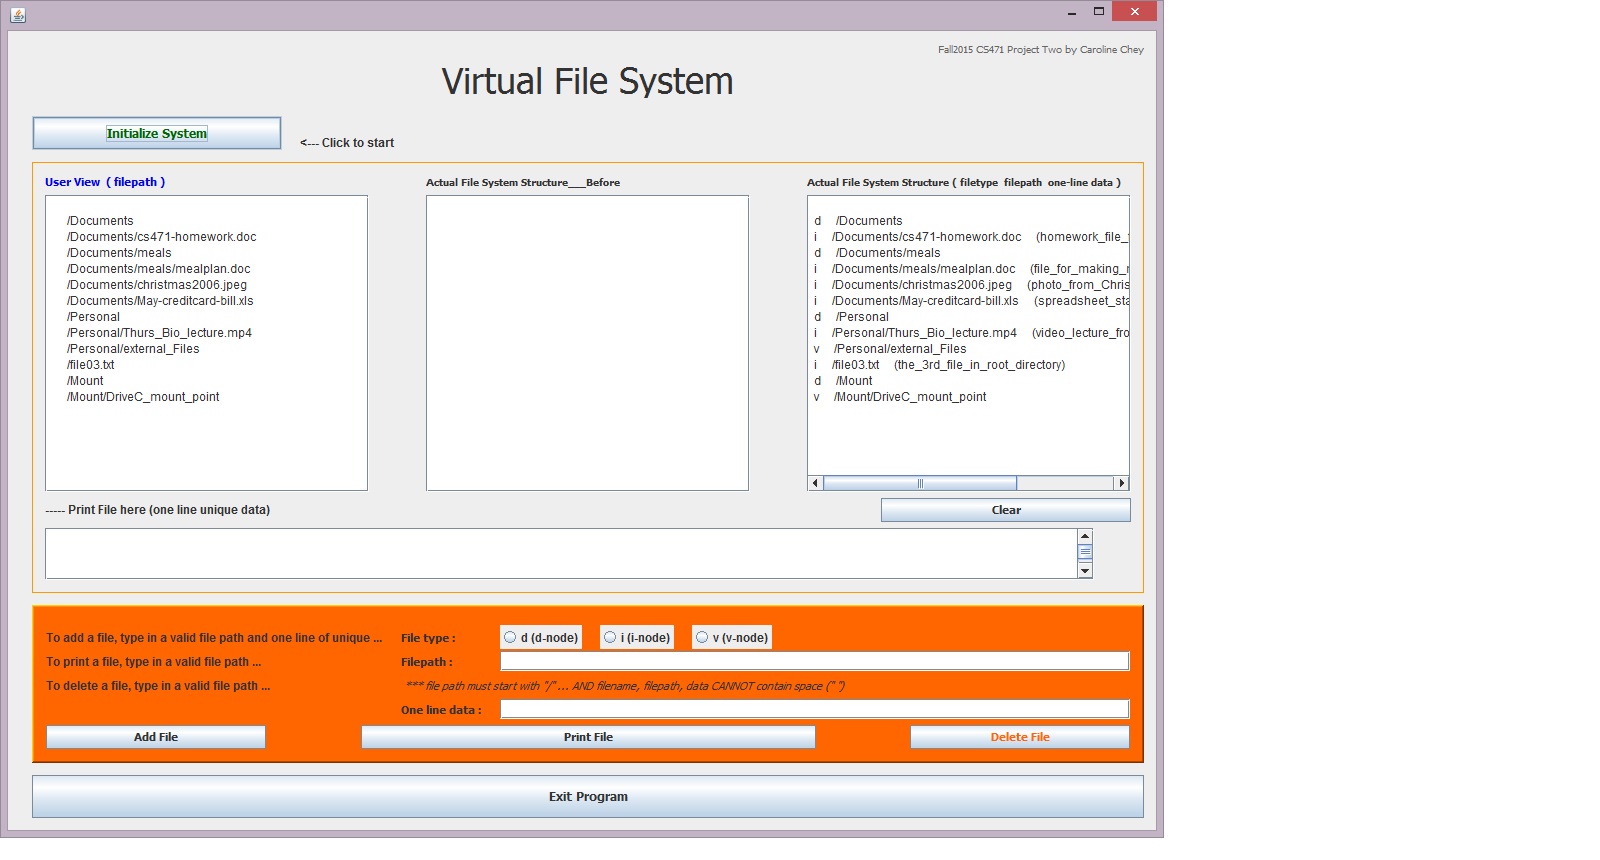 Fall2015 CS471 Project Two by Caroline Chey
Virtual File System
Initialize System
<--- Click to start
User View ( filepath )
/Documents
/Documents/cs471-homework.doc
/Documents/meals
/Documents/meals/mealplan.doc
/Documents/christmas2006.jpeg
/Documents/May-creditcard-bill.xls
/Personal
/Personal/Thurs_Bio_lecture.mp4
/Personal/external_Files
/file03.txt
/Mount
/Mount/DriveC_mount_point
Actual File System Structure___Before
Actual File System Structure ( filetype filepath one-line data )
d /Documents
i /Documents/cs471-homework.doc (homework_file_
d /Documents/meals
i /Documents/meals/mealplan.doc (file_for_making_
i /Documents/christmas2006.jpeg (photo_from_Chris
i /Documents/May-creditcard-bill.xls (spreadsheet_sta
d /Personal
i /Personal/Thurs_Bio_lecture.mp4 (video_lecture_fro
v /Personal/external_Files
i /file03.txt (the_3rd_file_in_root_directory)
d /Mount
v /Mount/DriveC_mount_point
----- Print File here (one line unique data)
Clear
To add a file, type in a valid file path and one line of unique ...
File type :
d (d-node)
i (i-node)
v (v-node)
To print a file, type in a valid file path ...
Filepath :
To delete a file, type in a valid file path ...
*** file path must start with "/" ... AND filename, filepath, data CANNOT contain space (" ")
One line data :
Add File
Print File
Delete File
Exit Program